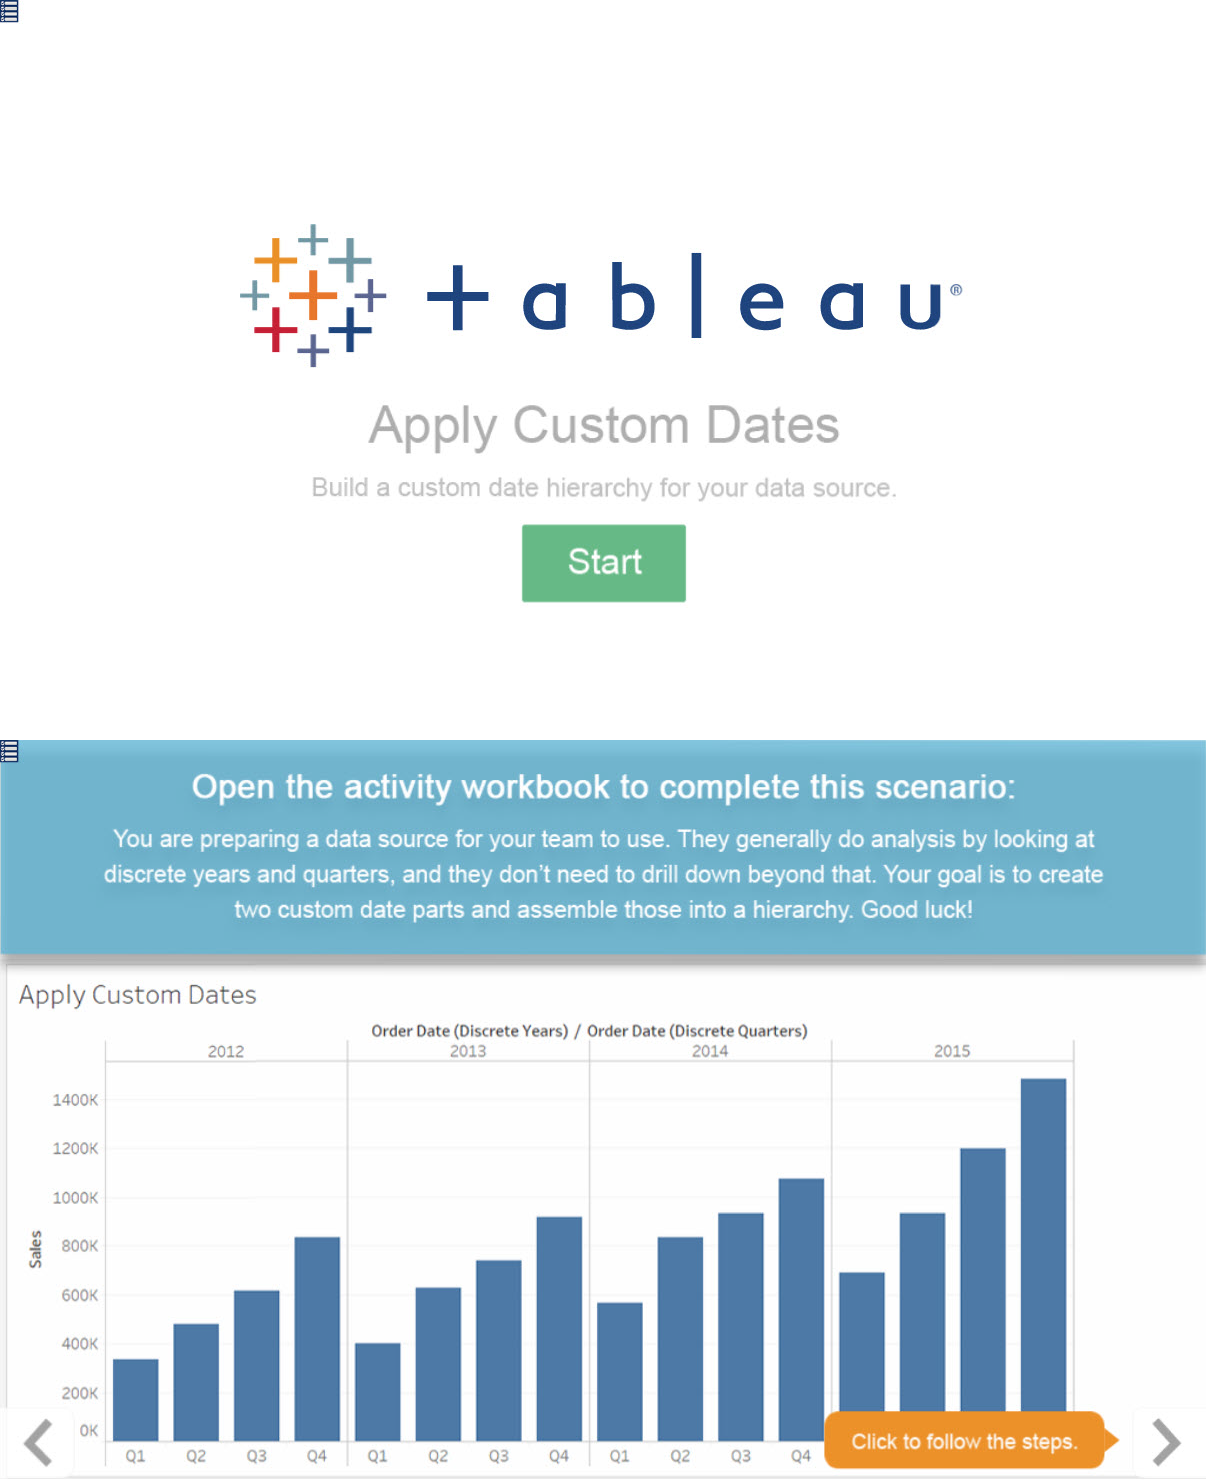 +ableau®
Apply Custom Dates
Build a custom date hierarchy for your data source.
Start
Open the activity workbook to complete this scenario:
You are preparing a data source for your team to use. They generally do analysis by looking at
discrete years and quarters, and they don’t need to drill down beyond that. Your goal is to create
two custom date parts and assemble those into a hierarchy. Good luck!
Apply Custom Dates
Order Date (Discrete Years) / Order Date (Discrete Quarters)
2012 2013 2014 2015
1400K
1200K
1000K
800K
600K
400K
200K
0K
Sales
Q1 Q2 Q3 Q4 Q1 Q2 Q3 Q4 Q1 Q2 Q3 Q4
Click to follow the steps.